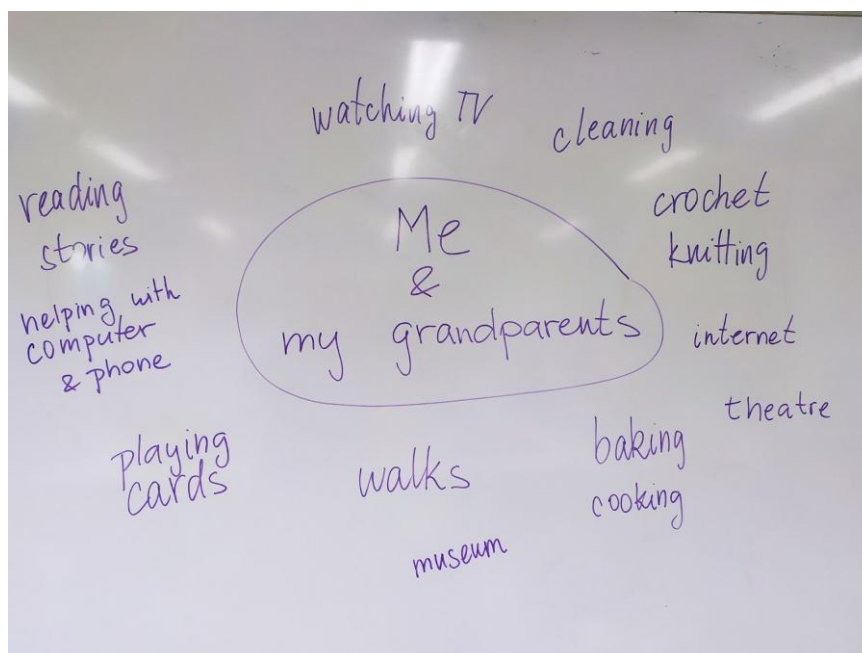 watching TV
cleaning
reading
stories
crochet
knitting
Me
&
my grandparents
helping with
computer
& phone
internet
theatre
playing
cards
walks
baking
cooking
museum